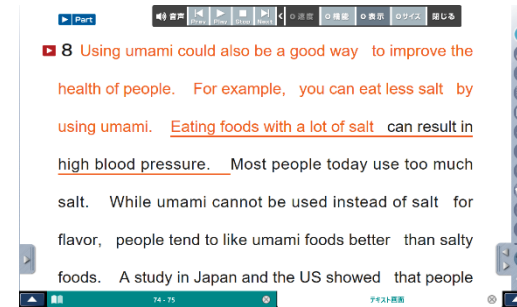 Part
音声 Prev Play Stop Next 速度 機能 表示 サイズ 閉じる
8 Using umami could also be a good way to improve the
health of people. For example, you can eat less salt by
using umami. Eating foods with a lot of salt can result in
high blood pressure. Most people today use too much
salt. While umami cannot be used instead of salt for
flavor, people tend to like umami foods better than salty
foods. A study in Japan and the US showed that people
74 - 75 テキスト画面